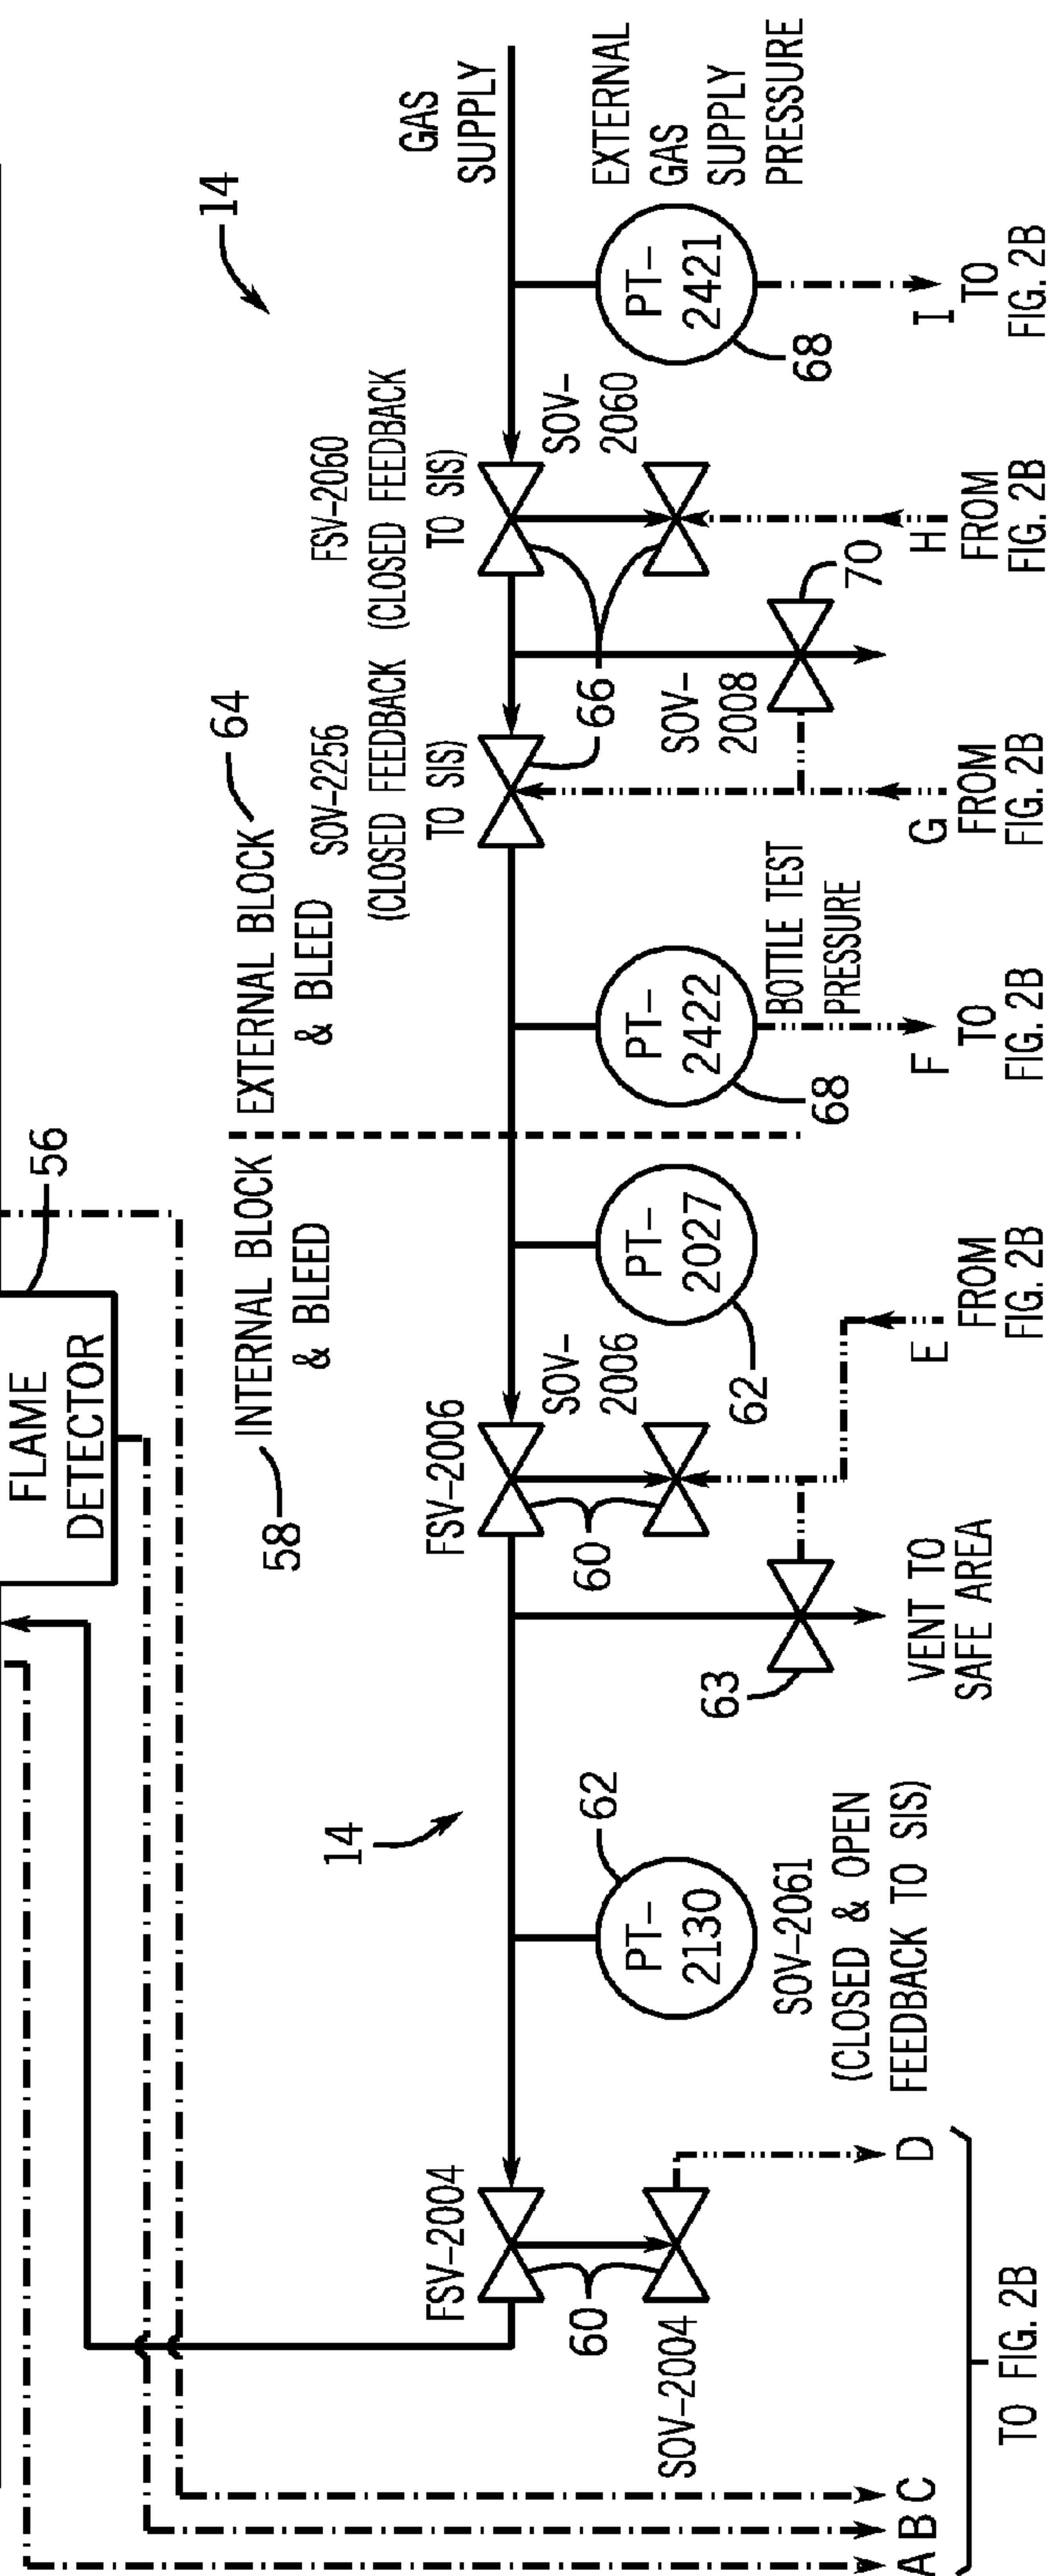 FLAME
DETECTOR
56
14
58
INTERNAL BLOCK
& BLEED
EXTERNAL BLOCK
& BLEED
64
SOV-2256
(CLOSED FEEDBACK
TO SIS)
FSV-2060
(CLOSED FEEDBACK
TO SIS)
GAS
SUPPLY
FSV-2004
60
SOV-2004
14
62
PT-
2130
SOV-2061
(CLOSED & OPEN
FEEDBACK TO SIS)
FSV-2006
60
SOV-
2006
63
VENT TO
SAFE AREA
PT-
2027
62
PT-
2422
68
BOTTLE TEST
PRESSURE
66
SOV-
2008
70
SOV-
2060
PT-
2421
68
EXTERNAL
GAS
SUPPLY
PRESSURE
A B C
D
TO FIG. 2B
E
FROM
FIG. 2B
F
TO
FIG. 2B
G
FROM
FIG. 2B
H
FROM
FIG. 2B
I
TO
FIG. 2B